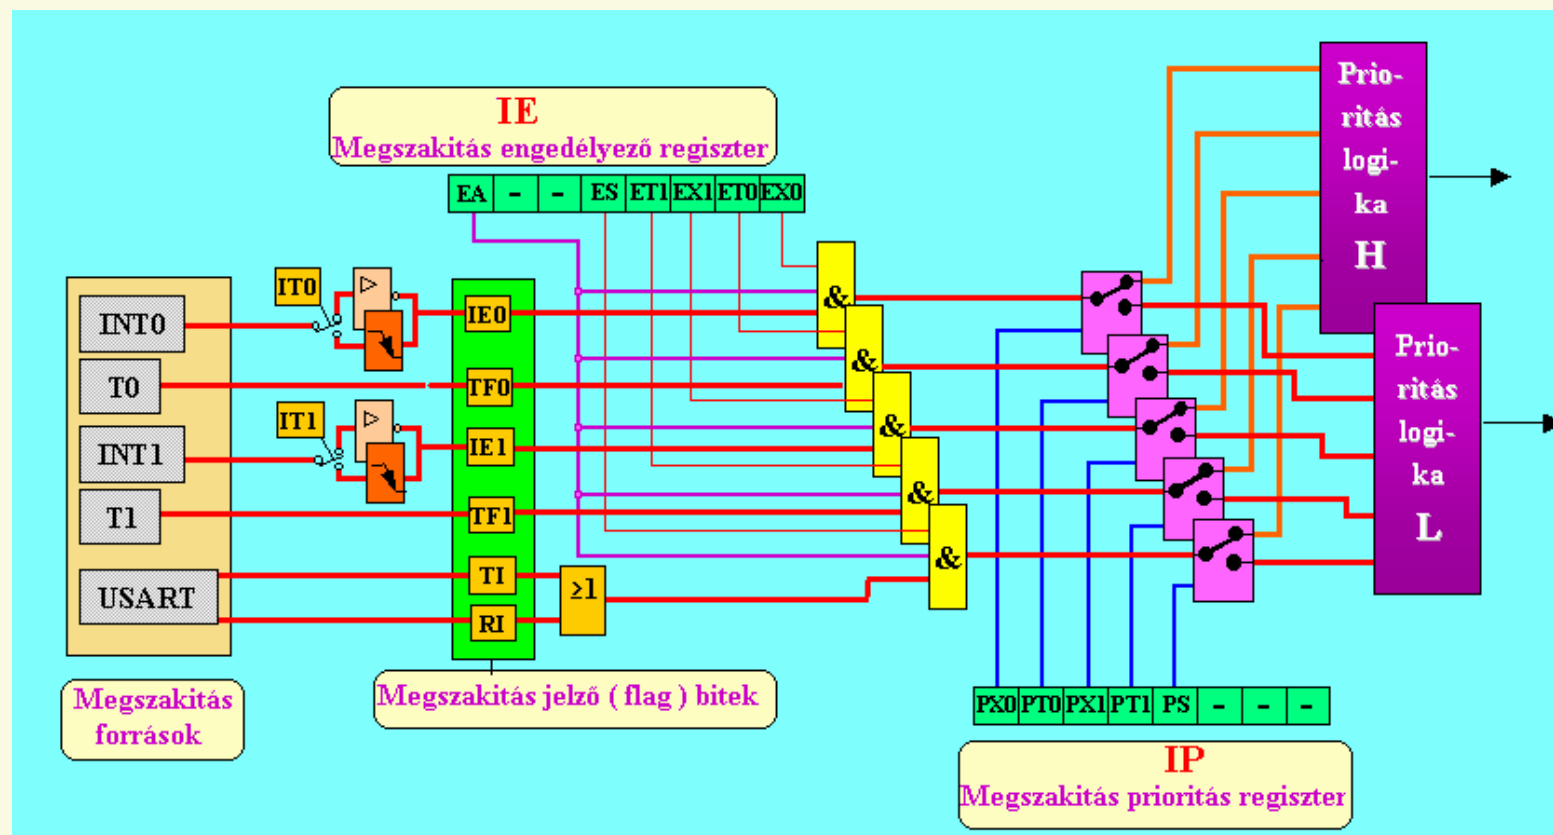 IE
Megszakitás engedélyező regiszter
EA - - ES ET1 EX1 ET0 EX0
INT0
T0
INT1
T1
USART
Megszakitás
források
IT0
IT1
IE0
TF0
IE1
TF1
TI
RI
≥1
Megszakitás jelző ( flag ) bitek
&
&
&
&
&
Prio-
ritás
logi-
ka
H
Prio-
ritás
logi-
ka
L
PX0 PT0 PX1 PT1 PS - - -
IP
Megszakitás prioritás regiszter